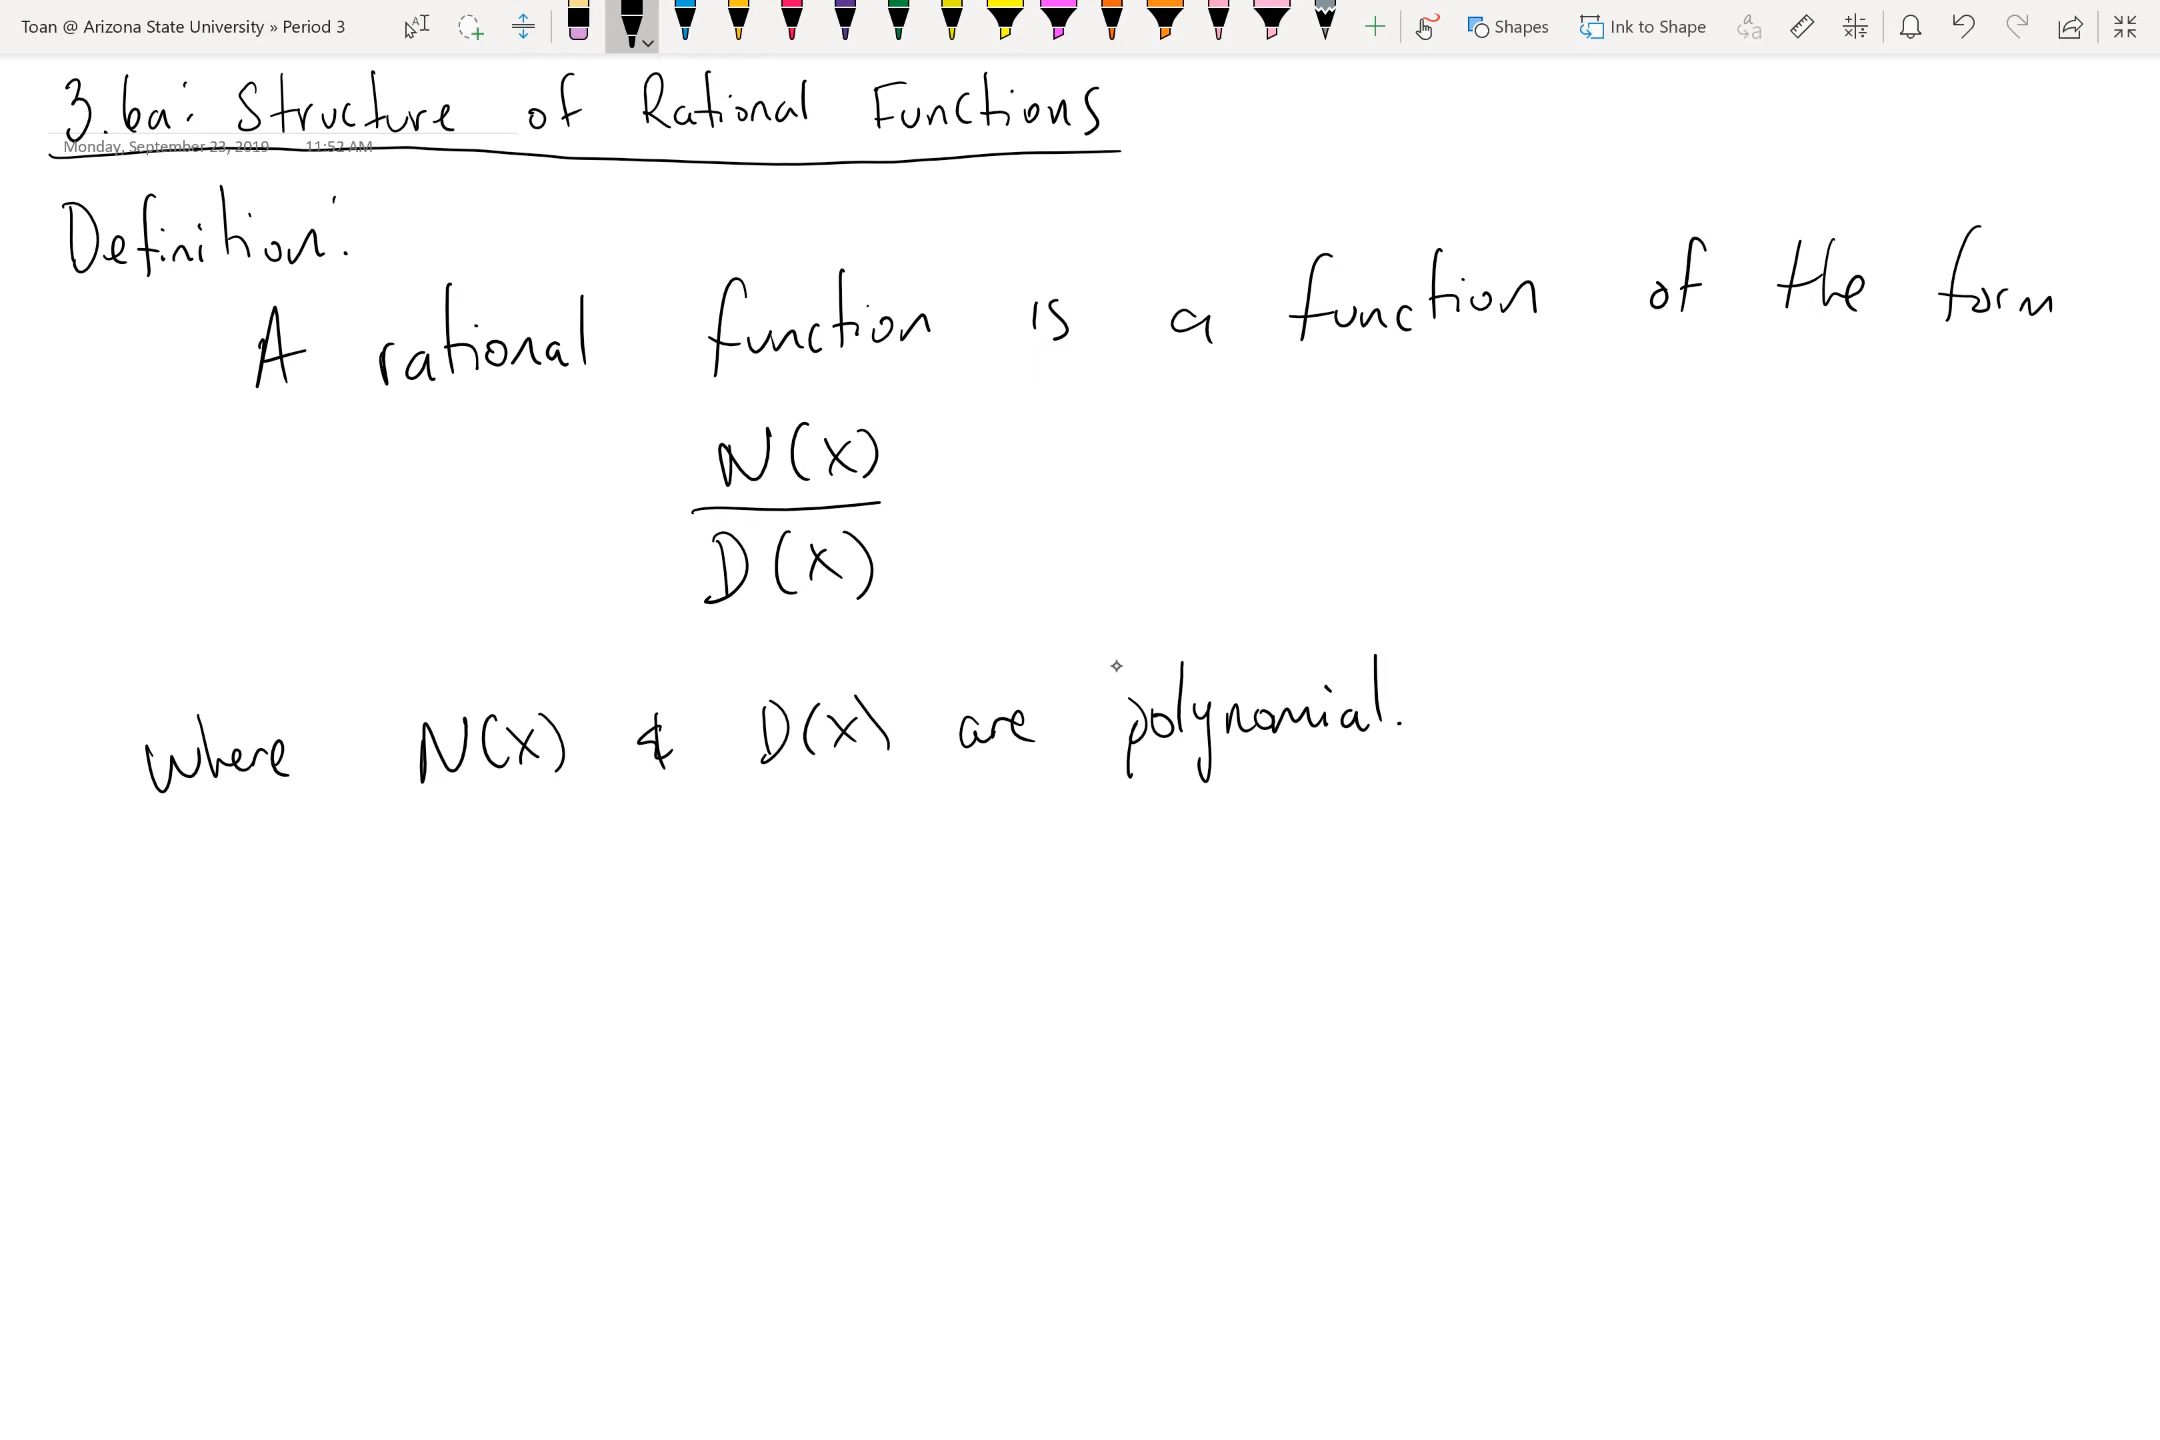 Toan @ Arizona State University » Period 3 Shapes Ink to Shape
3.6a: Structure of Rational Functions
Monday, September 23, 2019 11:52 AM
Definition:
A rational function is a function of the form
N(x)
D(x)
where N(x) & D(x) are polynomial.